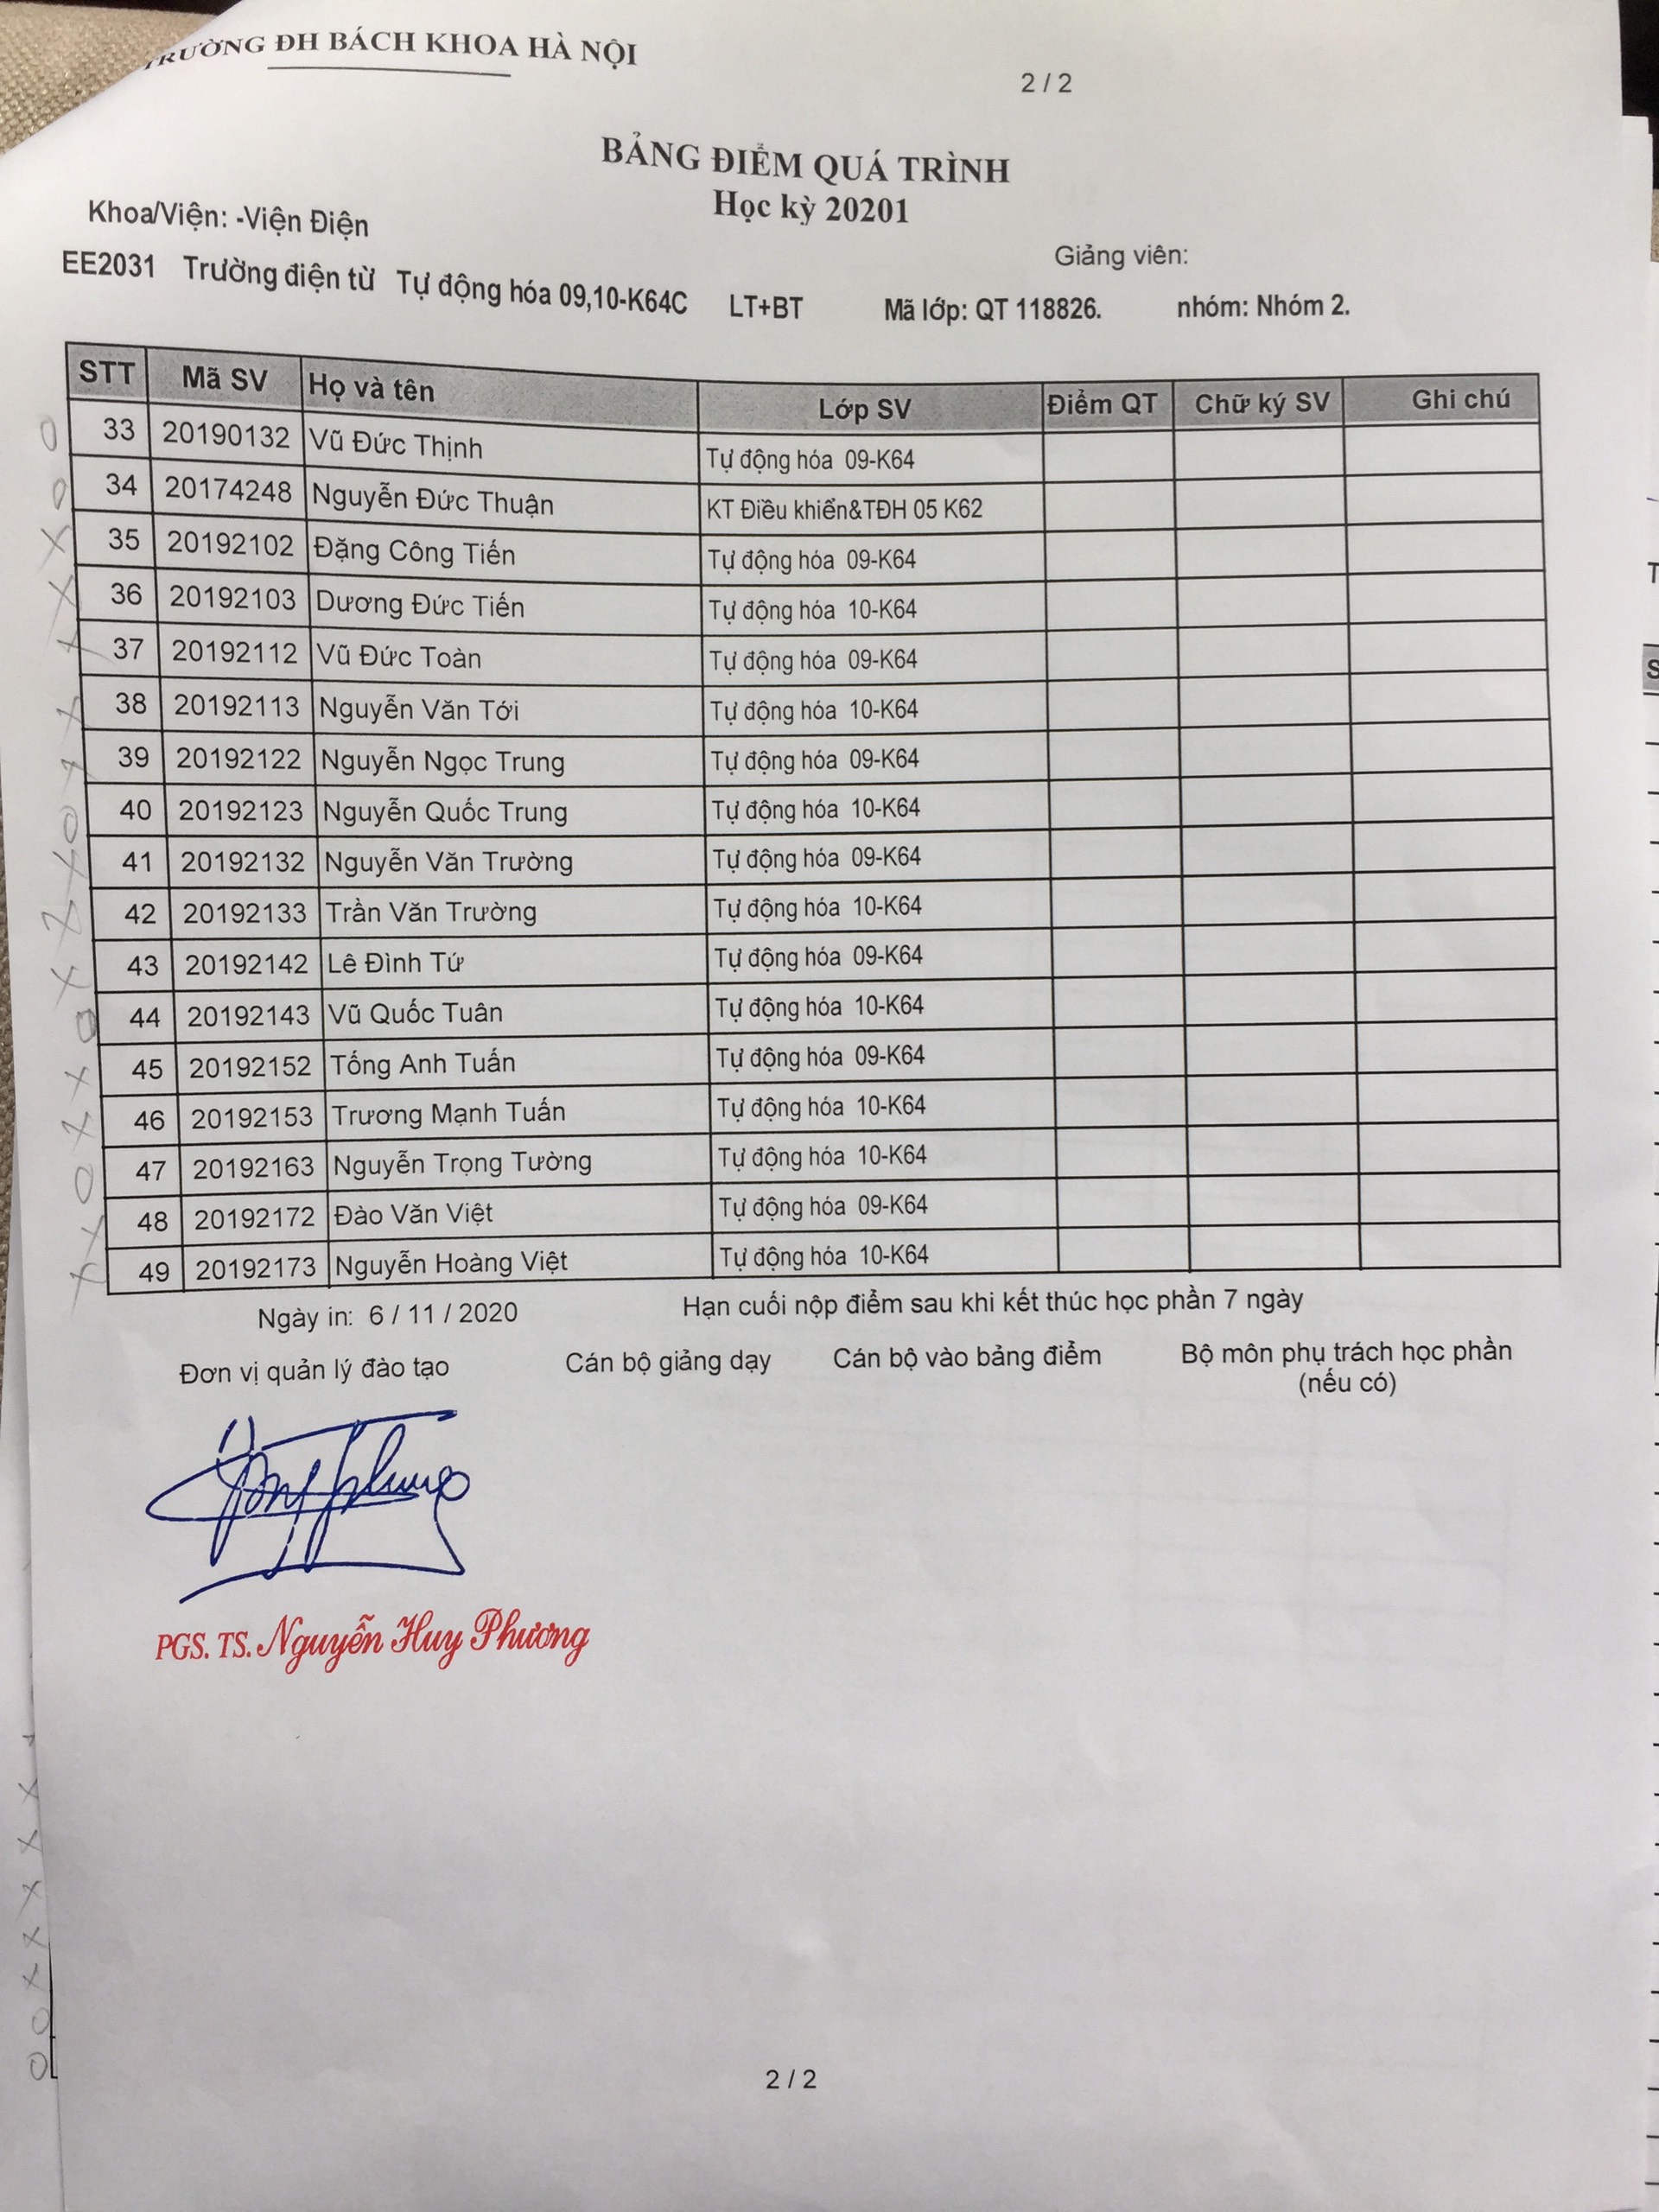 TRƯỜNG ĐH BÁCH KHOA HÀ NỘI
2 / 2
BẢNG ĐIỂM QUÁ TRÌNH
Học kỳ 20201
Khoa/Viện: -Viện Điện
Giảng viên:
EE2031 Trường điện từ Tự động hóa 09,10-K64C LT+BT Mã lớp: QT 118826. nhóm: Nhóm 2.
STT Mã SV Họ và tên Lớp SV Điểm QT Chữ ký SV Ghi chú
33 20190132 Vũ Đức Thịnh Tự động hóa 09-K64
34 20174248 Nguyễn Đức Thuận KT Điều khiển&TĐH 05 K62
35 20192102 Đặng Công Tiến Tự động hóa 09-K64
36 20192103 Dương Đức Tiến Tự động hóa 10-K64
37 20192112 Vũ Đức Toàn Tự động hóa 09-K64
38 20192113 Nguyễn Văn Tới Tự động hóa 10-K64
39 20192122 Nguyễn Ngọc Trung Tự động hóa 09-K64
40 20192123 Nguyễn Quốc Trung Tự động hóa 10-K64
41 20192132 Nguyễn Văn Trường Tự động hóa 09-K64
42 20192133 Trần Văn Trường Tự động hóa 10-K64
43 20192142 Lê Đình Tứ Tự động hóa 09-K64
44 20192143 Vũ Quốc Tuân Tự động hóa 10-K64
45 20192152 Tống Anh Tuấn Tự động hóa 09-K64
46 20192153 Trương Mạnh Tuấn Tự động hóa 10-K64
47 20192163 Nguyễn Trọng Tường Tự động hóa 10-K64
48 20192172 Đào Văn Việt Tự động hóa 09-K64
49 20192173 Nguyễn Hoàng Việt Tự động hóa 10-K64
Ngày in: 6 / 11 / 2020 Hạn cuối nộp điểm sau khi kết thúc học phần 7 ngày
Đơn vị quản lý đào tạo Cán bộ giảng dạy Cán bộ vào bảng điểm Bộ môn phụ trách học phần
(nếu có)
PGS. TS. Nguyễn Huy Phương
2 / 2